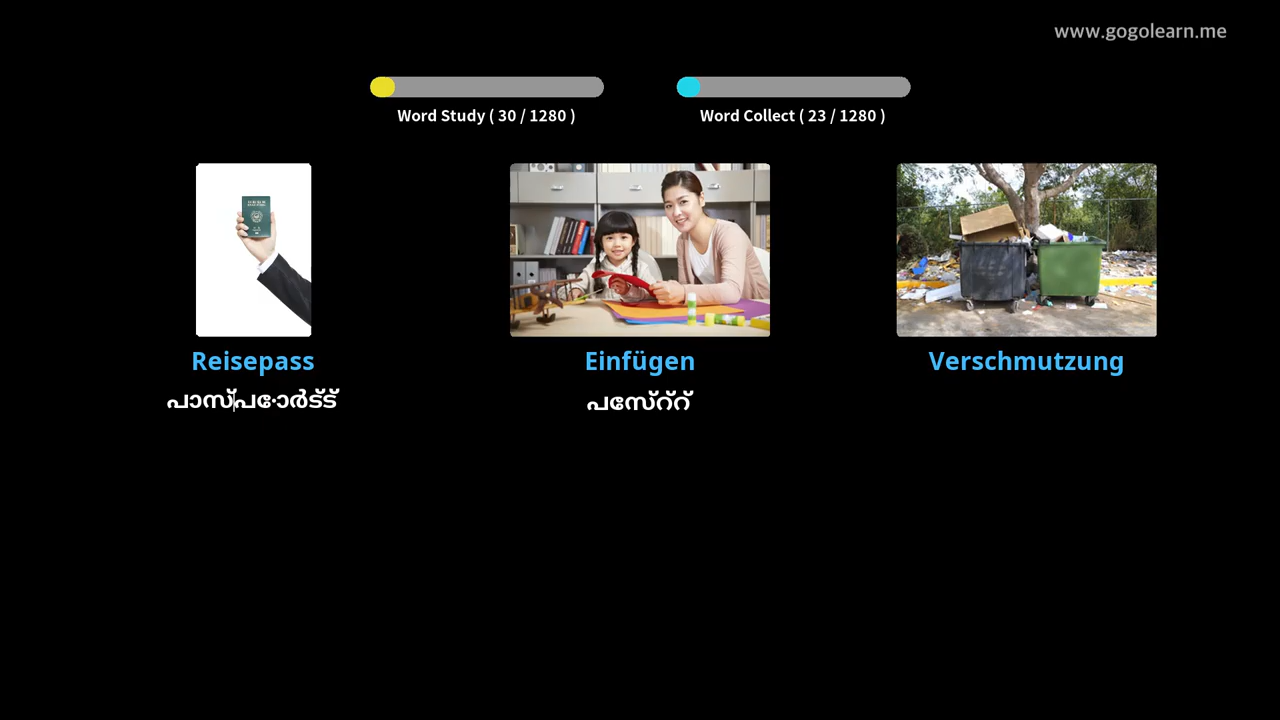 www.gogolearn.me
Word Study ( 30 / 1280 )
Word Collect ( 23 / 1280 )
Reisepass
Einfügen
Verschmutzung
പാസ്പോർട്ട്
പേസ്റ്റ്